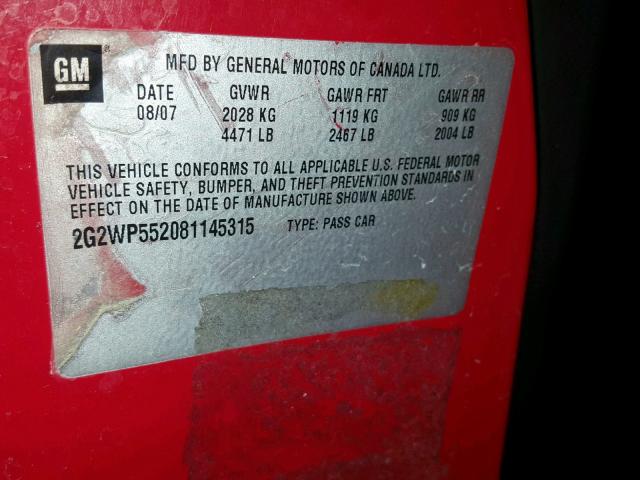 GM
MFD BY GENERAL MOTORS OF CANADA LTD.
DATE GVWR GAWR FRT GAWR RR
08/07 2028 KG 1119 KG 909 KG
4471 LB 2467 LB 2004 LB
THIS VEHICLE CONFORMS TO ALL APPLICABLE U.S. FEDERAL MOTOR
VEHICLE SAFETY, BUMPER, AND THEFT PREVENTION STANDARDS IN
EFFECT ON THE DATE OF MANUFACTURE SHOWN ABOVE.
2G2WP552081145315 TYPE: PASS CAR